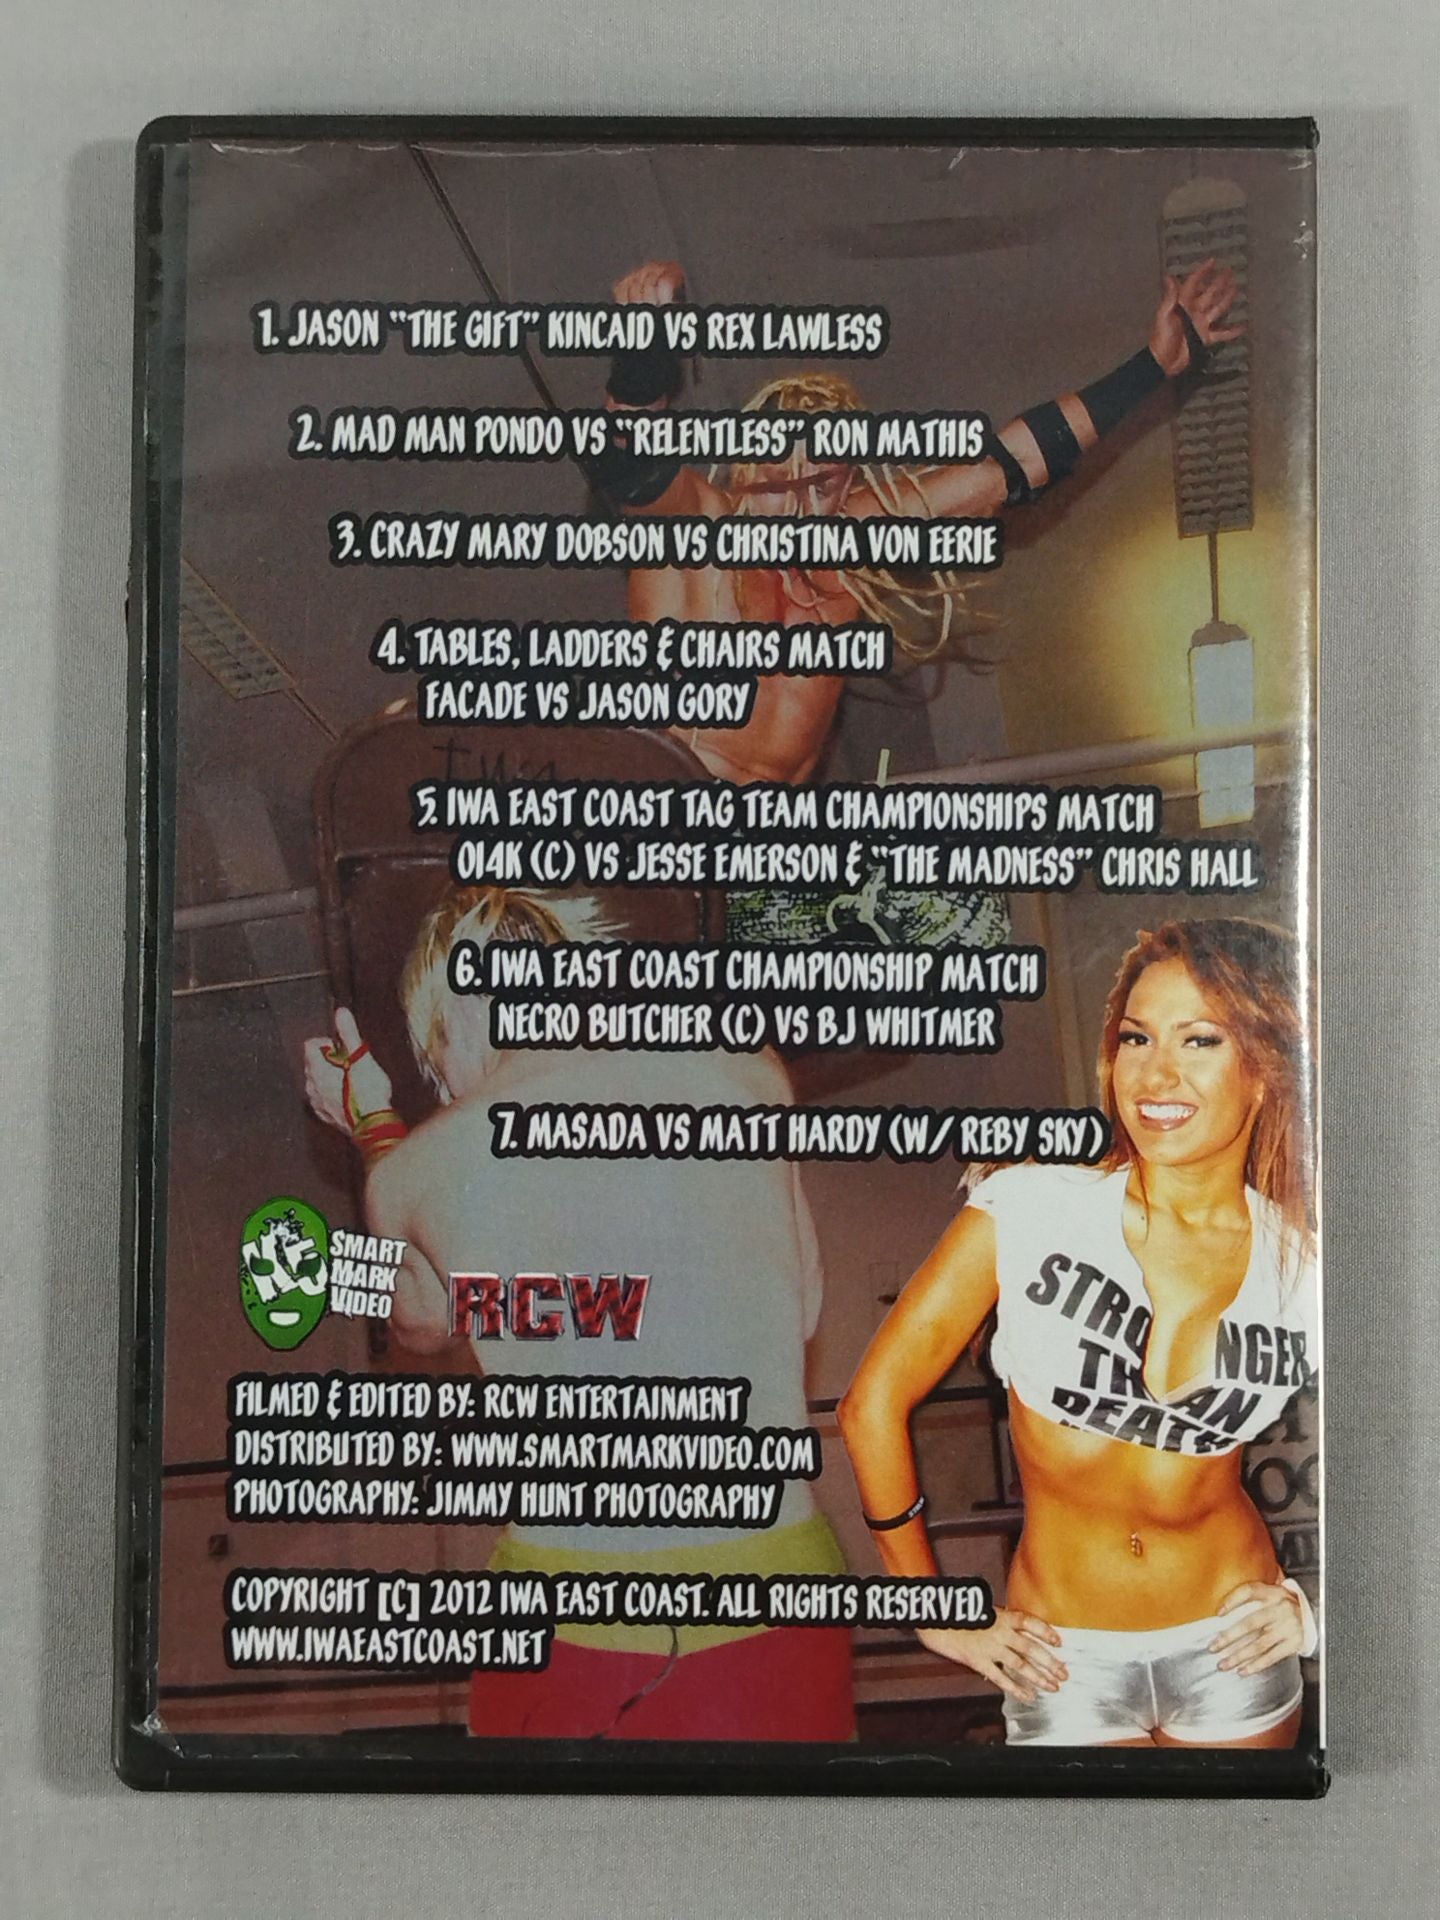 1. JASON "THE GIFT" KINCAID VS REX LAWLESS
2. MAD MAN PONDO VS "RELENTLESS" RON MATHIS
3. CRAZY MARY DOBSON VS CHRISTINA VON EERIE
4. TABLES, LADDERS & CHAIRS MATCH
FACADE VS JASON GORY
5. IWA EAST COAST TAG TEAM CHAMPIONSHIPS MATCH
OI4K (C) VS JESSE EMERSON & "THE MADNESS" CHRIS HALL
6. IWA EAST COAST CHAMPIONSHIP MATCH
NECRO BUTCHER (C) VS BJ WHITMER
7. MASADA VS MATT HARDY (W/ REBY SKY)
SMART
MARK
VIDEO
RCW
STRONGER
THAN
DEATH
FILMED & EDITED BY: RCW ENTERTAINMENT
DISTRIBUTED BY: WWW.SMARTMARKVIDEO.COM
PHOTOGRAPHY: JIMMY HUNT PHOTOGRAPHY
COPYRIGHT [C] 2012 IWA EAST COAST. ALL RIGHTS RESERVED.
WWW.IWAEASTCOAST.NET